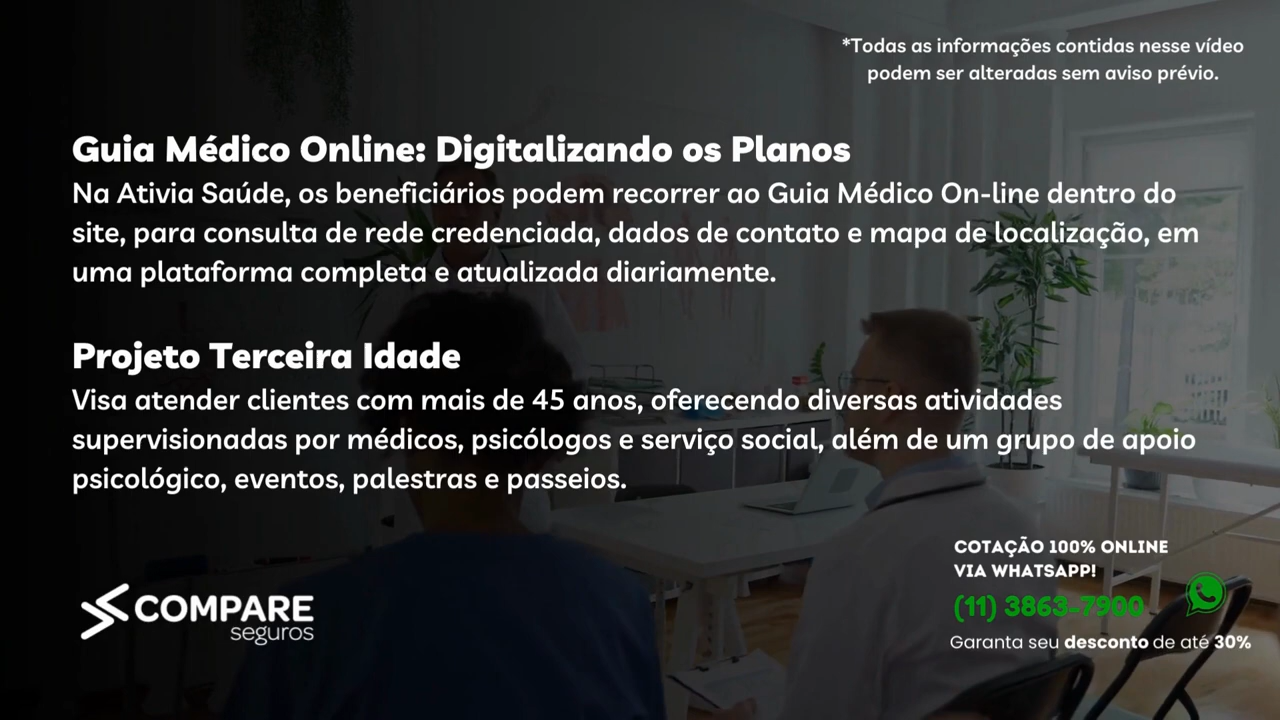 *Todas as informações contidas nesse vídeo
podem ser alteradas sem aviso prévio.
Guia Médico Online: Digitalizando os Planos
Na Ativia Saúde, os beneficiários podem recorrer ao Guia Médico On-line dentro do
site, para consulta de rede credenciada, dados de contato e mapa de localização, em
uma plataforma completa e atualizada diariamente.
Projeto Terceira Idade
Visa atender clientes com mais de 45 anos, oferecendo diversas atividades
supervisionadas por médicos, psicólogos e serviço social, além de um grupo de apoio
psicológico, eventos, palestras e passeios.
COMPARE
seguros
COTAÇÃO 100% ONLINE
VIA WHATSAPP!
(11) 3863-7900
Garanta seu desconto de até 30%